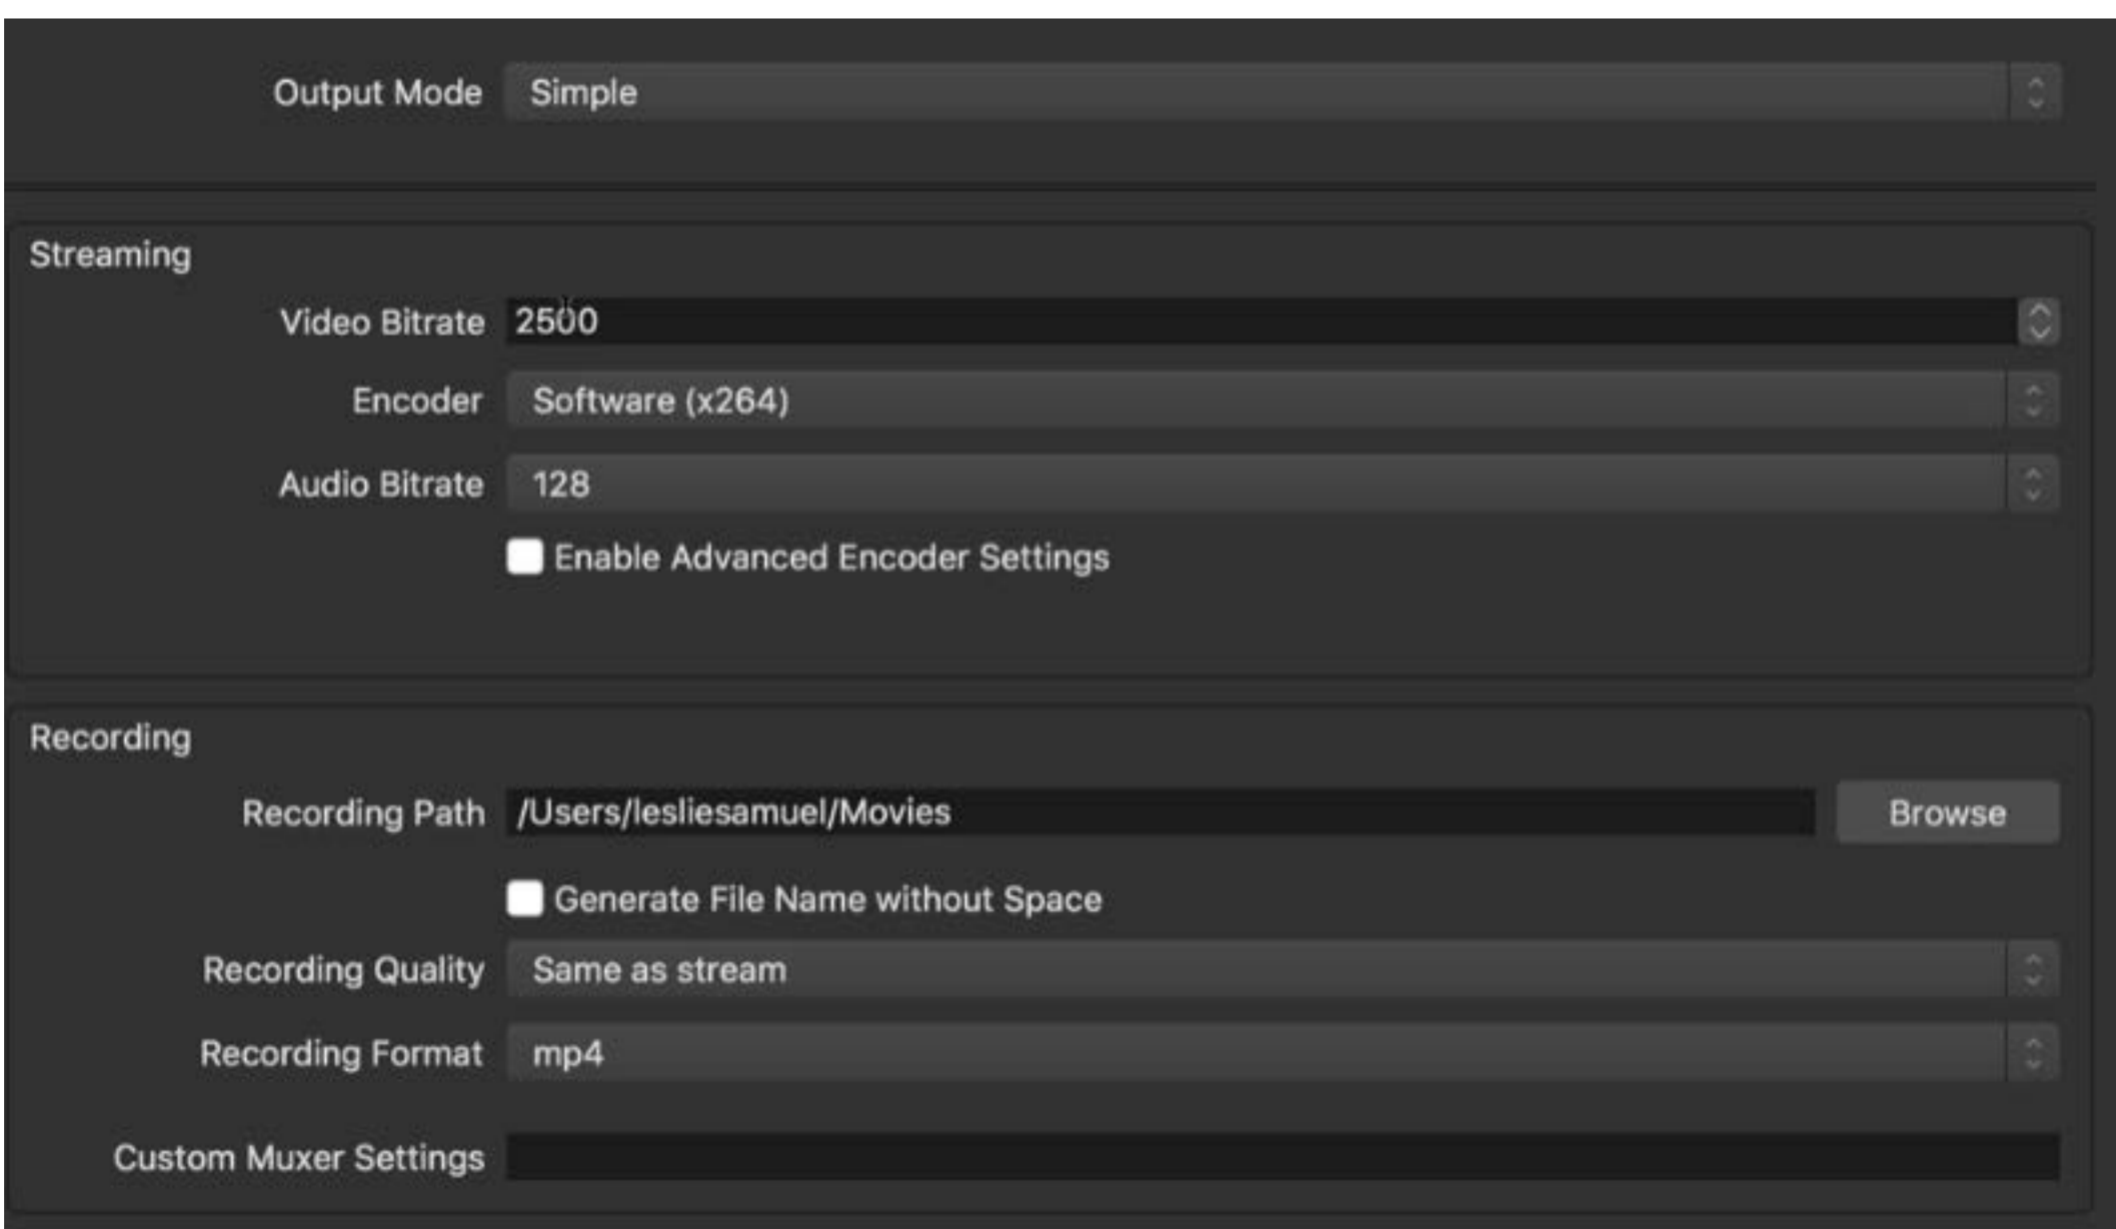 Output Mode Simple
Streaming
Video Bitrate 2500
Encoder Software (x264)
Audio Bitrate 128
Enable Advanced Encoder Settings
Recording
Recording Path /Users/lesliesamuel/Movies Browse
Generate File Name without Space
Recording Quality Same as stream
Recording Format mp4
Custom Muxer Settings